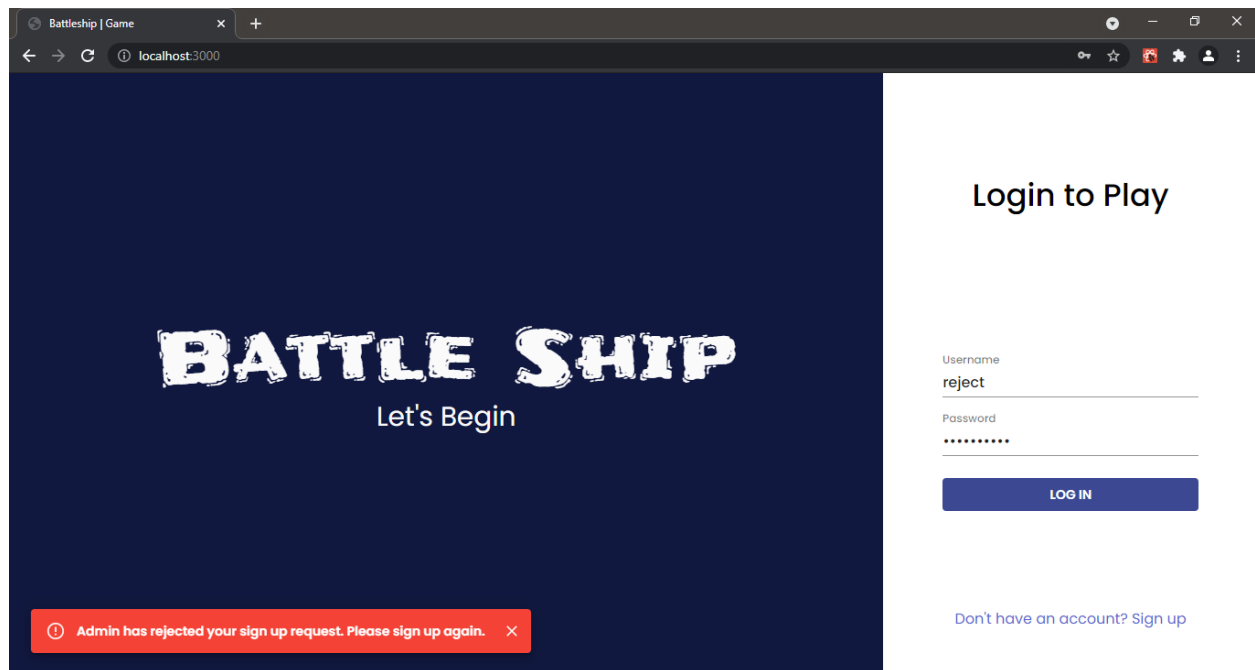 Battleship | Game
localhost:3000
Login to Play
BATTLE SHIP
Let's Begin
Username
reject
Password
••••••••••
LOG IN
Don't have an account? Sign up
Admin has rejected your sign up request. Please sign up again.